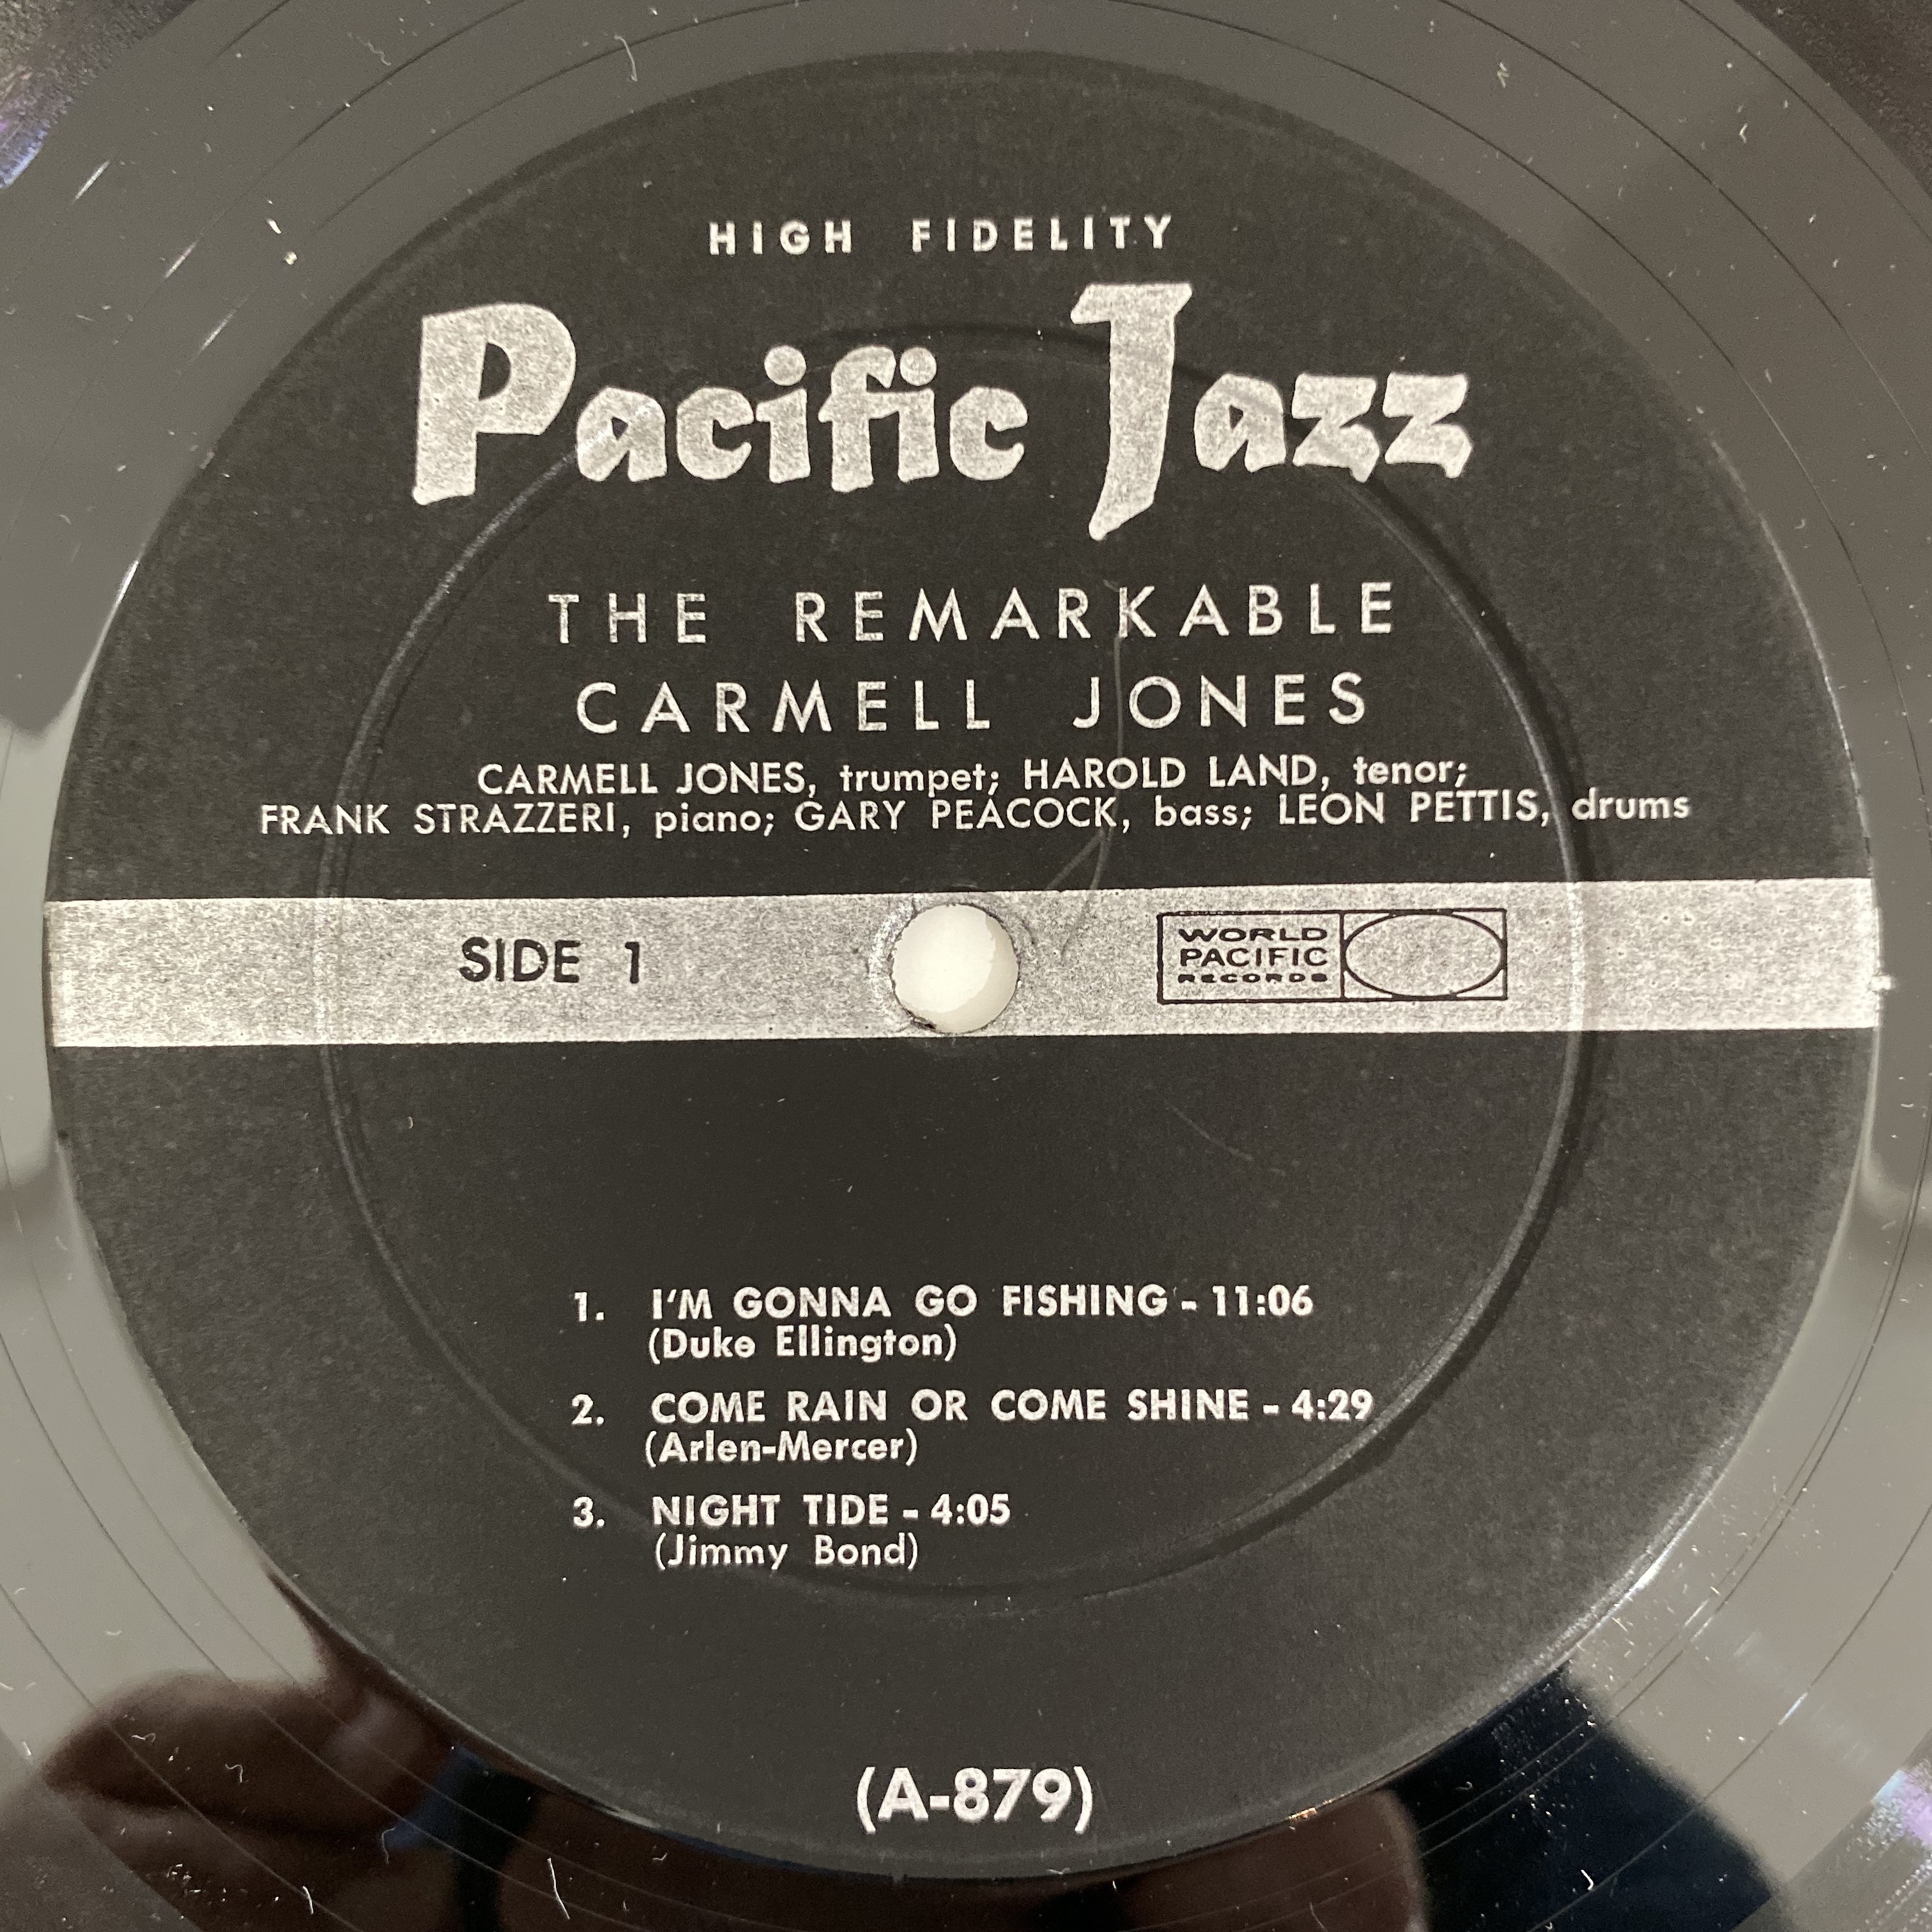 HIGH FIDELITY
Pacific Jazz
THE REMARKABLE
CARMELL JONES
CARMELL JONES, trumpet; HAROLD LAND, tenor;
FRANK STRAZZERI, piano; GARY PEACOCK, bass; LEON PETTIS, drums
SIDE 1
WORLD
PACIFIC
RECORDS
1. I'M GONNA GO FISHING - 11:06
(Duke Ellington)
2. COME RAIN OR COME SHINE - 4:29
(Arlen-Mercer)
3. NIGHT TIDE - 4:05
(Jimmy Bond)
(A-879)